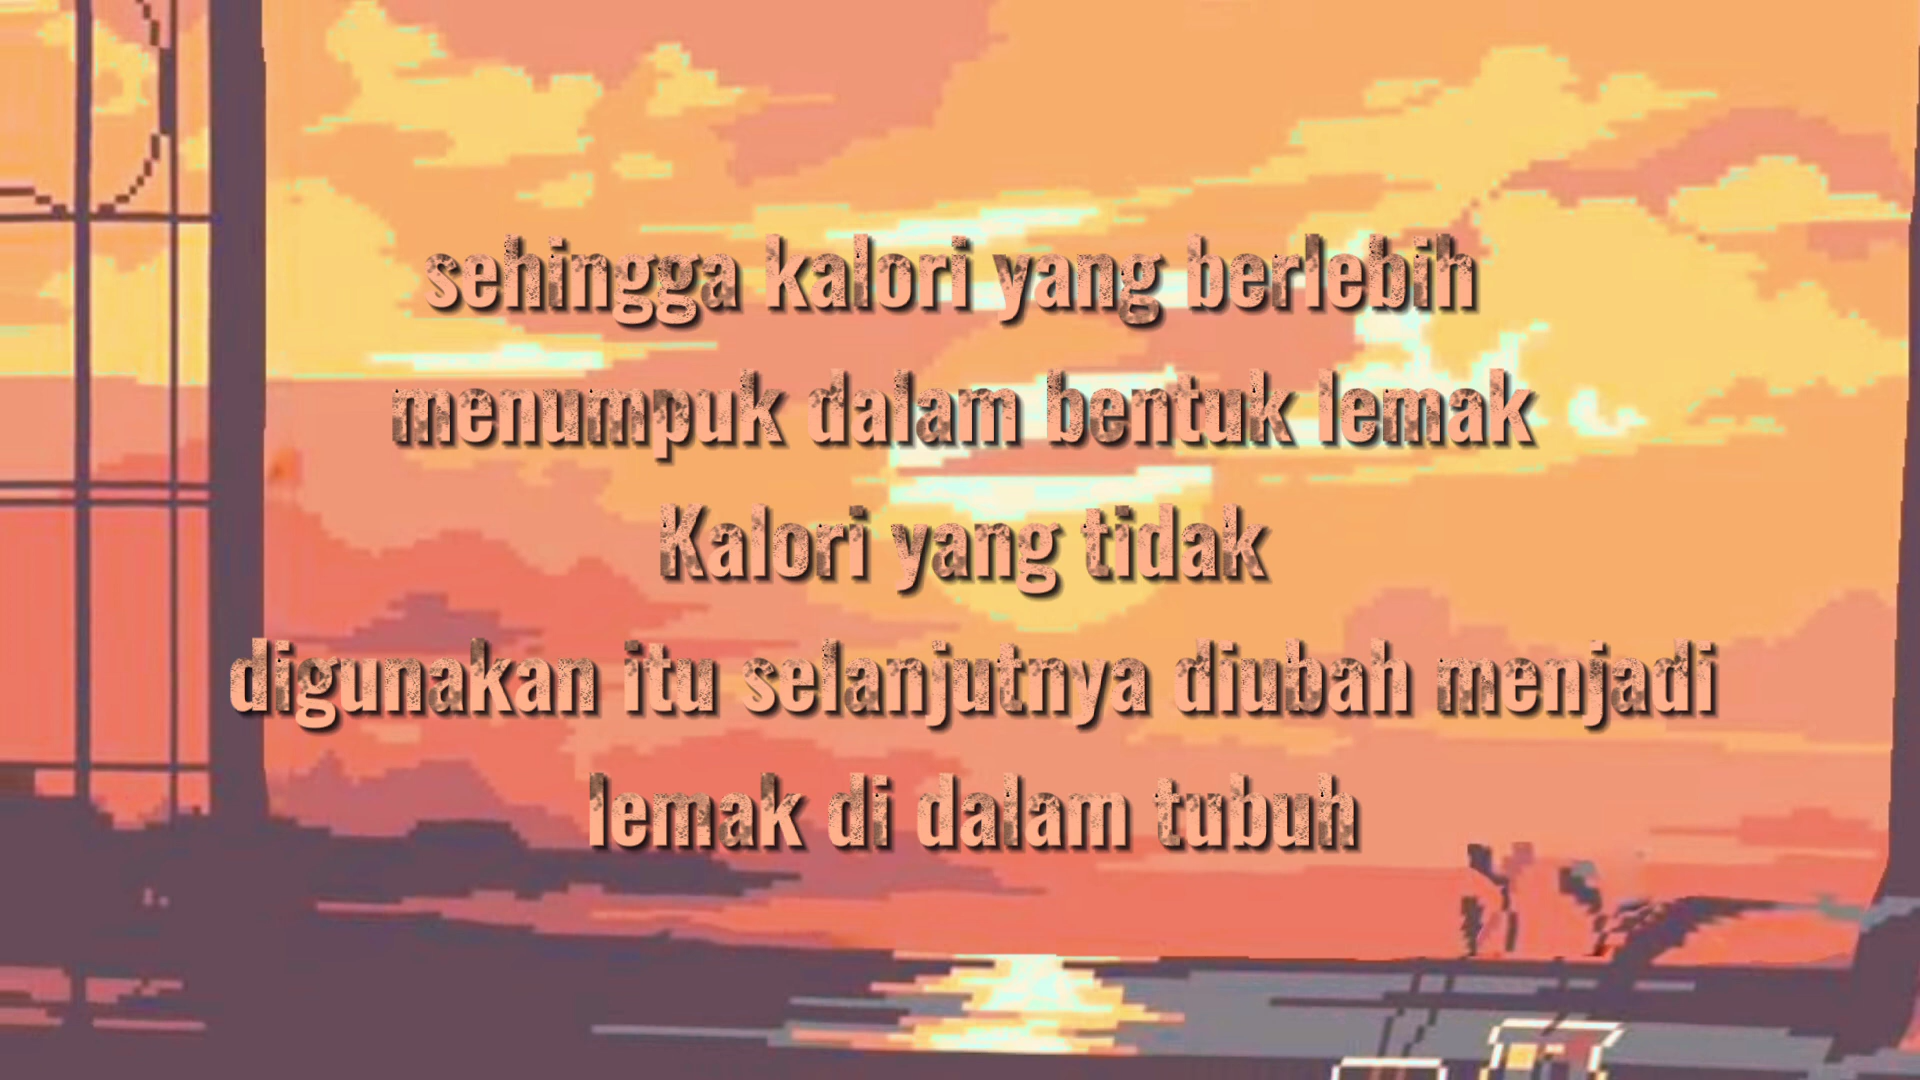 sehingga kalori yang berlebih
menumpuk dalam bentuk lemak
Kalori yang tidak
digunakan itu selanjutnya diubah menjadi
lemak di dalam tubuh